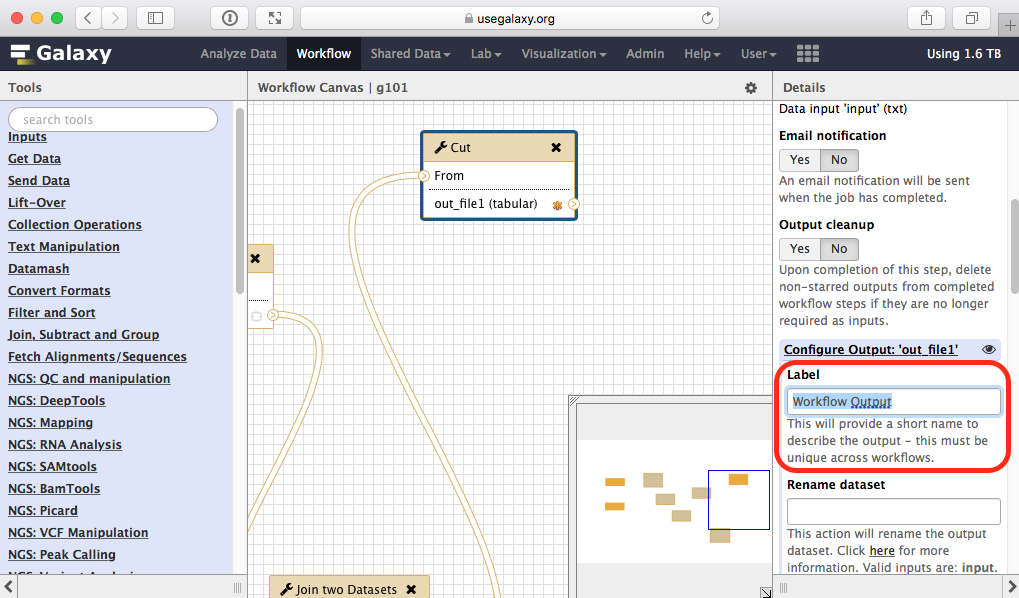 usegalaxy.org
Galaxy
Analyze Data
Workflow
Shared Data
Lab
Visualization
Admin
Help
User
Using 1.6 TB
Tools
search tools
Inputs
Get Data
Send Data
Lift-Over
Collection Operations
Text Manipulation
Datamash
Convert Formats
Filter and Sort
Join, Subtract and Group
Fetch Alignments/Sequences
NGS: QC and manipulation
NGS: DeepTools
NGS: Mapping
NGS: RNA Analysis
NGS: SAMtools
NGS: BamTools
NGS: Picard
NGS: VCF Manipulation
NGS: Peak Calling
Workflow Canvas | g101
Cut
From
out_file1 (tabular)
Join two Datasets
Details
Data input 'input' (txt)
Email notification
Yes No
An email notification will be sent
when the job has completed.
Output cleanup
Yes No
Upon completion of this step, delete
non-starred outputs from completed
workflow steps if they are no longer
required as inputs.
Configure Output: 'out_file1'
Label
Workflow Output
This will provide a short name to
describe the output - this must be
unique across workflows.
Rename dataset
This action will rename the output
dataset. Click here for more
information. Valid inputs are: input.